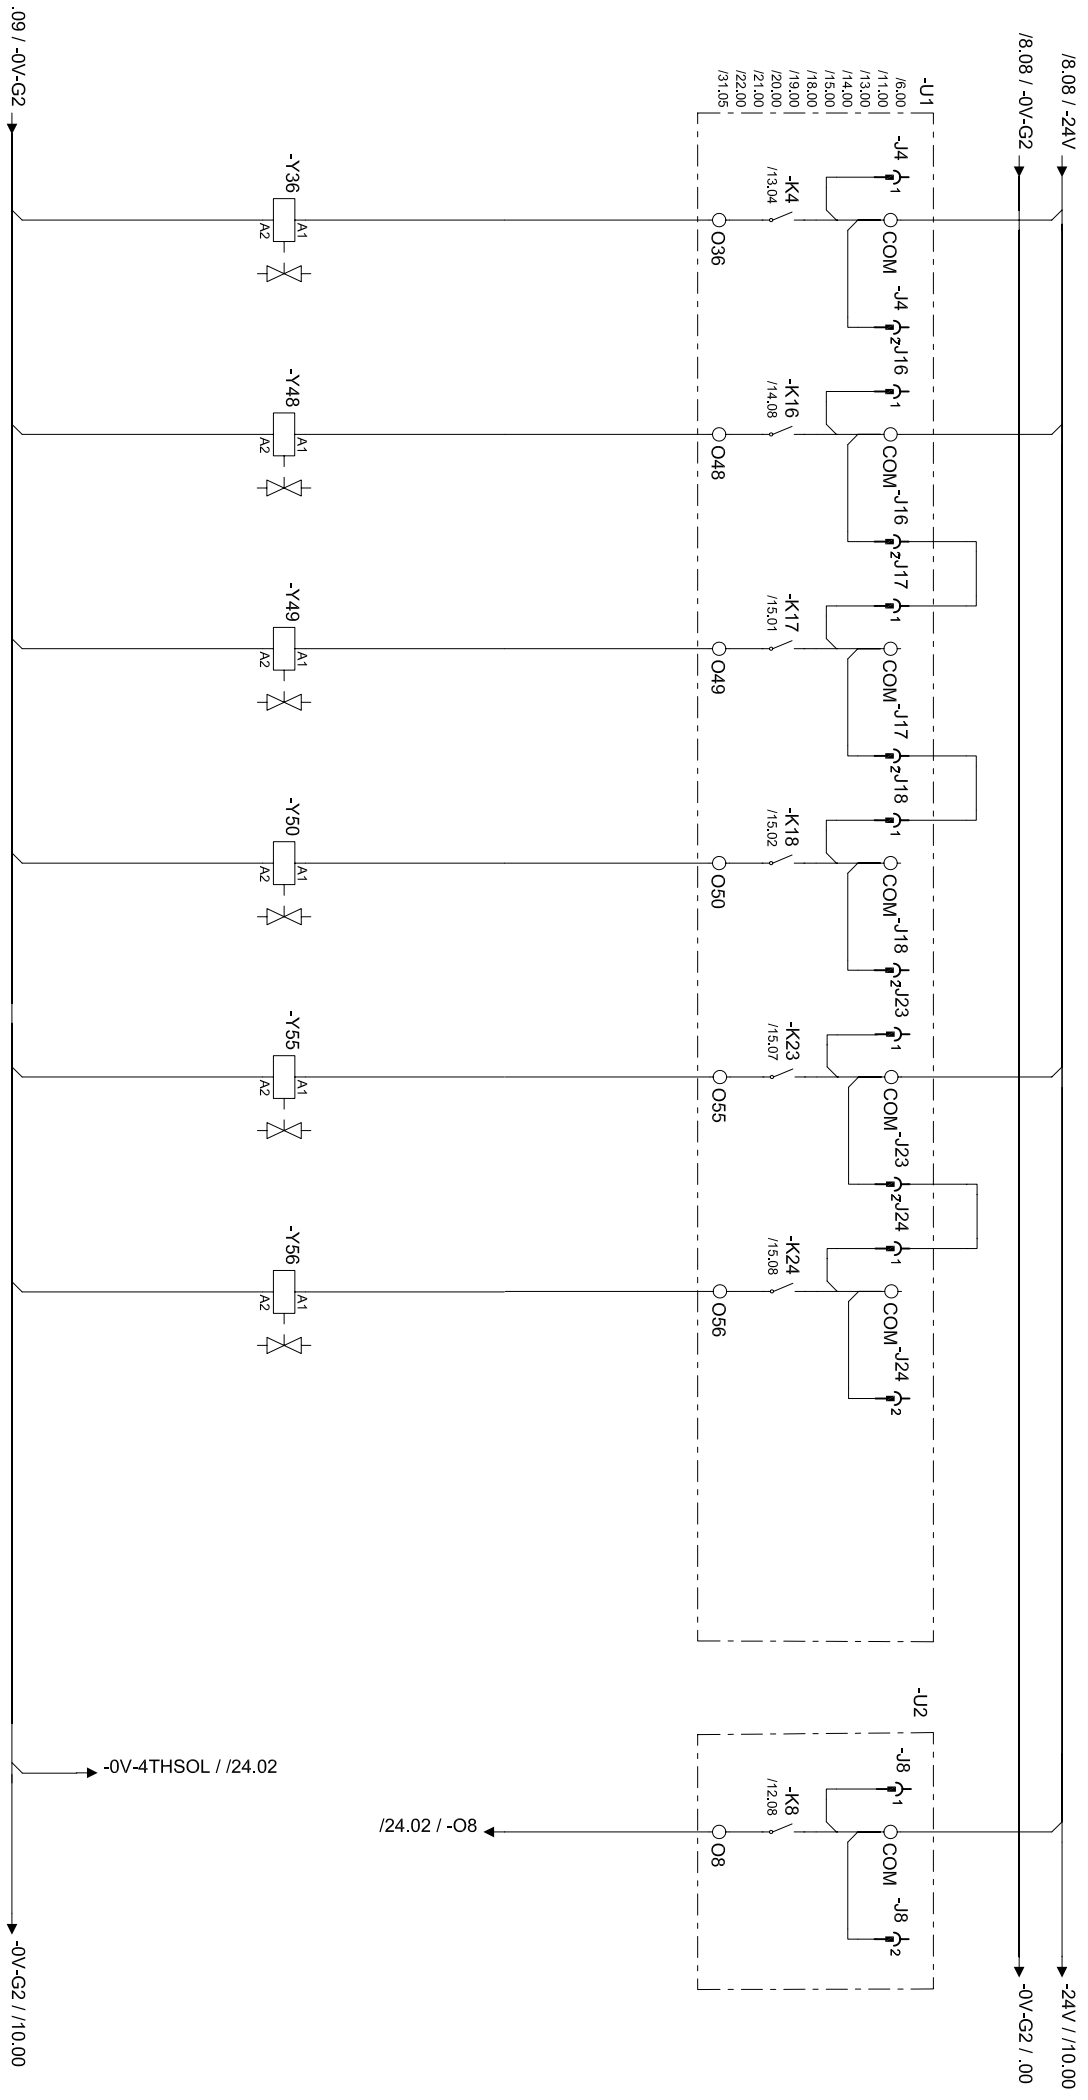 /8.08 / -24V
-24V / /10.00
/8.08 / -0V-G2
-0V-G2 / .00
-U1
/6.00
/11.00
/13.00
/14.00
/15.00
/18.00
/19.00
/20.00
/21.00
/22.00
/31.05
-J4
1
COM
-J4
2
-J16
1
COM
-J16
2
-J17
1
COM
-J17
2
-J18
1
COM
-J18
2
-J23
1
COM
-J23
2
-J24
1
COM
-J24
2
-U2
-J8
1
COM
-J8
2
-K4
/13.04
-K16
/14.08
-K17
/15.01
-K18
/15.02
-K23
/15.07
-K24
/15.08
-K8
/12.08
O36
O48
O49
O50
O55
O56
O8
/24.02 / -O8
-Y36
A1
A2
-Y48
A1
A2
-Y49
A1
A2
-Y50
A1
A2
-Y55
A1
A2
-Y56
A1
A2
-0V-4THSOL / /24.02
.09 / -0V-G2
-0V-G2 / /10.00